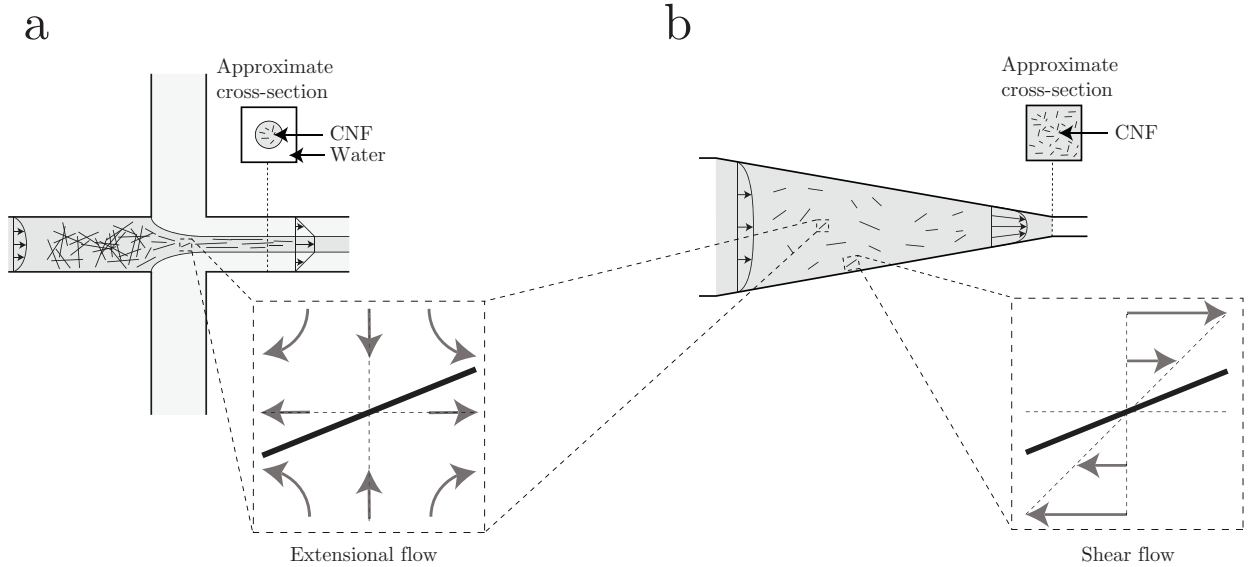 a
Approximate
cross-section
CNF
Water
Extensional flow
b
Approximate
cross-section
CNF
Shear flow